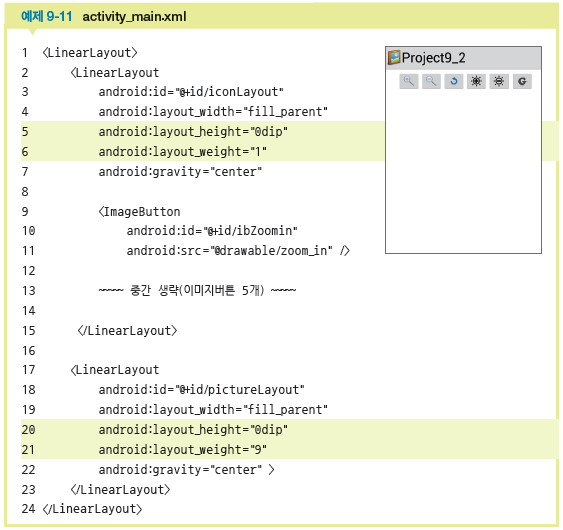 예제 9-11 activity_main.xml
1 <LinearLayout>
2 <LinearLayout
3 android:id="@+id/iconLayout"
4 android:layout_width="fill_parent"
5 android:layout_height="0dip"
6 android:layout_weight="1"
7 android:gravity="center"
8
9 <ImageButton
10 android:id="@+id/ibZoomin"
11 android:src="@drawable/zoom_in" />
12
13 ~~~~ 중간 생략(이미지버튼 5개) ~~~~
14
15 </LinearLayout>
16
17 <LinearLayout
18 android:id="@+id/pictureLayout"
19 android:layout_width="fill_parent"
20 android:layout_height="0dip"
21 android:layout_weight="9"
22 android:gravity="center" >
23 </LinearLayout>
24 </LinearLayout>
Project9_2